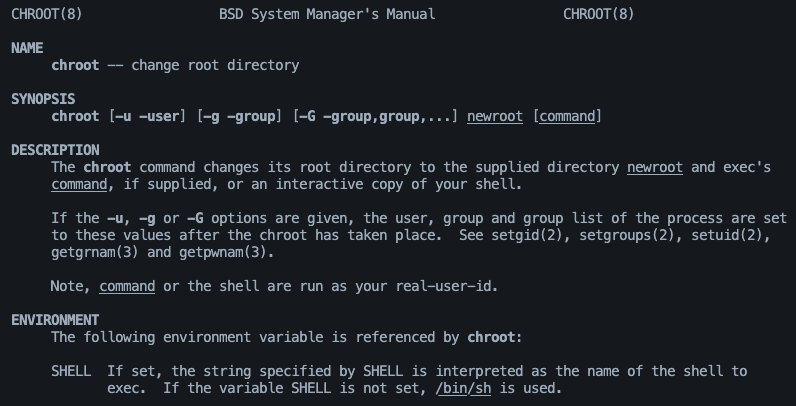 CHROOT(8) BSD System Manager's Manual CHROOT(8)
NAME
chroot -- change root directory
SYNOPSIS
chroot [-u -user] [-g -group] [-G -group,group,...] newroot [command]
DESCRIPTION
The chroot command changes its root directory to the supplied directory newroot and exec's
command, if supplied, or an interactive copy of your shell.
If the -u, -g or -G options are given, the user, group and group list of the process are set
to these values after the chroot has taken place.  See setgid(2), setgroups(2), setuid(2),
getgrnam(3) and getpwnam(3).
Note, command or the shell are run as your real-user-id.
ENVIRONMENT
The following environment variable is referenced by chroot:
SHELL  If set, the string specified by SHELL is interpreted as the name of the shell to
exec.  If the variable SHELL is not set, /bin/sh is used.